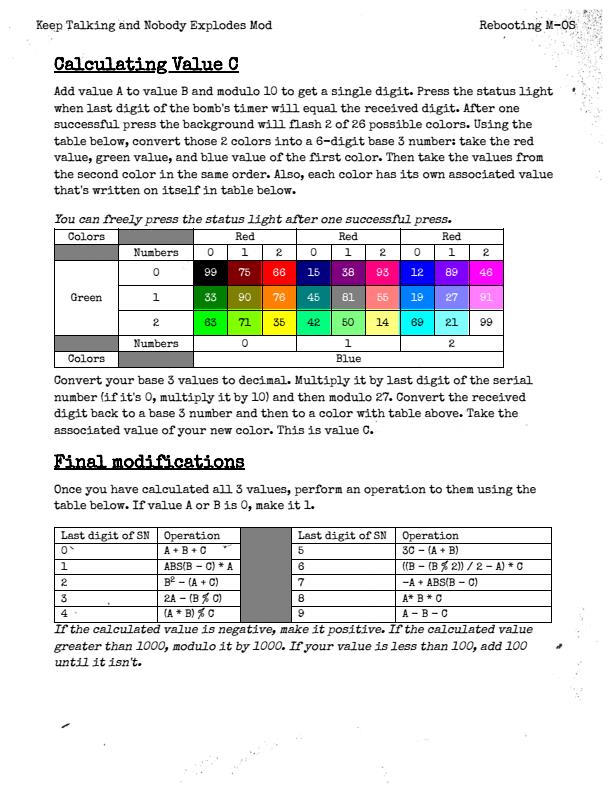 Keep Talking and Nobody Explodes Mod Rebooting M-OS
Calculating Value C
Add value A to value B and modulo 10 to get a single digit. Press the status light
when last digit of the bomb's timer will equal the received digit. After one
successful press the background will flash 2 of 26 possible colors. Using the
table below, convert those 2 colors into a 6-digit base 3 number: take the red
value, green value, and blue value of the first color. Then take the values from
the second color in the same order. Also, each color has its own associated value
that's written on itself in table below.
You can freely press the status light after one successful press.
Colors Red Red Red
Numbers 0 1 2 0 1 2 0 1 2
0 99 75 66 15 38 93 12 89 46
Green 1 33 90 76 45 81 55 19 27 91
2 63 71 35 42 50 14 69 21 99
Numbers 0 1 2
Colors Blue
Convert your base 3 values to decimal. Multiply it by last digit of the serial
number (if it's 0, multiply it by 10) and then modulo 27. Convert the received
digit back to a base 3 number and then to a color with table above. Take the
associated value of your new color. This is value C.
Final modifications
Once you have calculated all 3 values, perform an operation to them using the
table below. If value A or B is 0, make it 1.
Last digit of SN Operation Last digit of SN Operation
0 A + B + C 5 3C - (A + B)
1 ABS(B - C) * A 6 ((B - (B % 2)) / 2 - A) * C
2 B² - (A + C) 7 -A + ABS(B - C)
3 2A - (B % C) 8 A* B * C
4 (A * B) % C 9 A - B - C
If the calculated value is negative, make it positive. If the calculated value
greater than 1000, modulo it by 1000. If your value is less than 100, add 100
until it isn't.